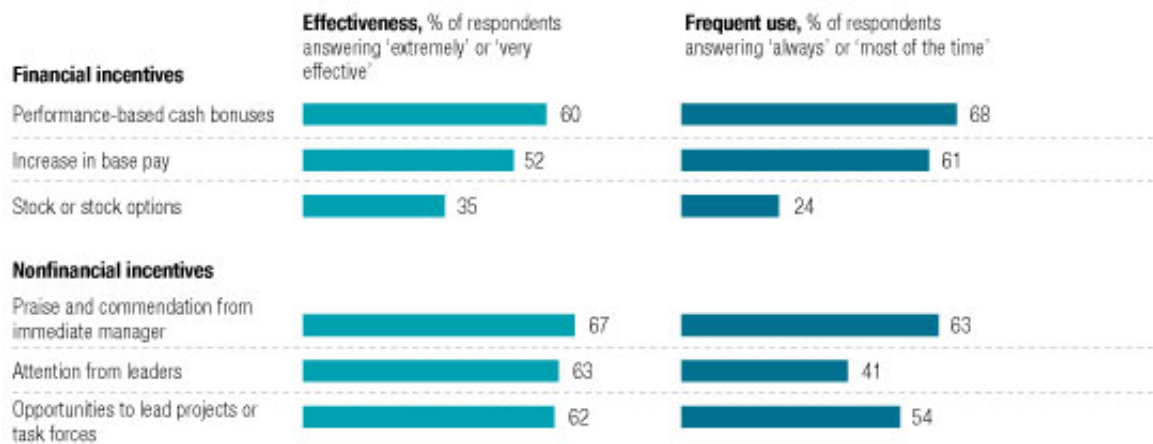 Effectiveness, % of respondents
answering 'extremely' or 'very
effective'
Frequent use, % of respondents
answering 'always' or 'most of the time'
Financial incentives
Performance-based cash bonuses 60 68
Increase in base pay 52 61
Stock or stock options 35 24
Nonfinancial incentives
Praise and commendation from
immediate manager 67 63
Attention from leaders 63 41
Opportunities to lead projects or
task forces 62 54